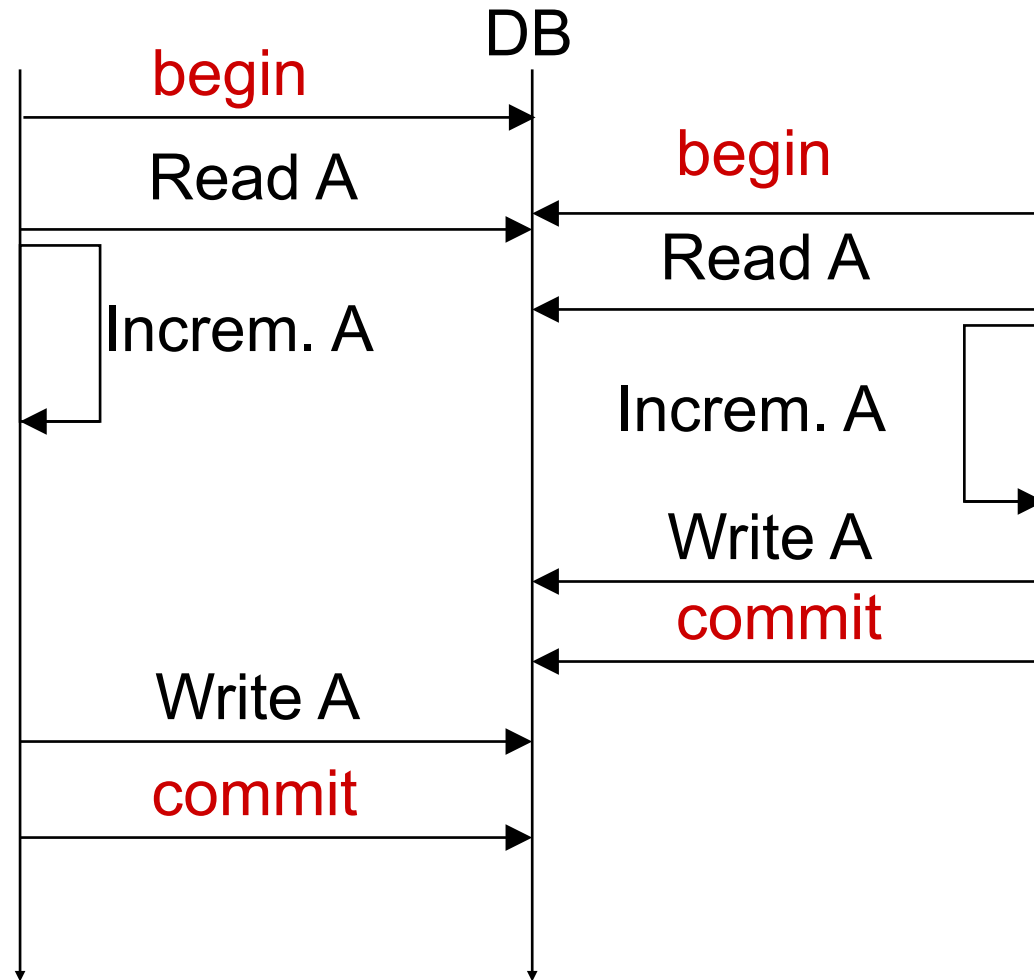 DB
begin
begin
Read A
Read A
Increm. A
Increm. A
Write A
commit
Write A
commit